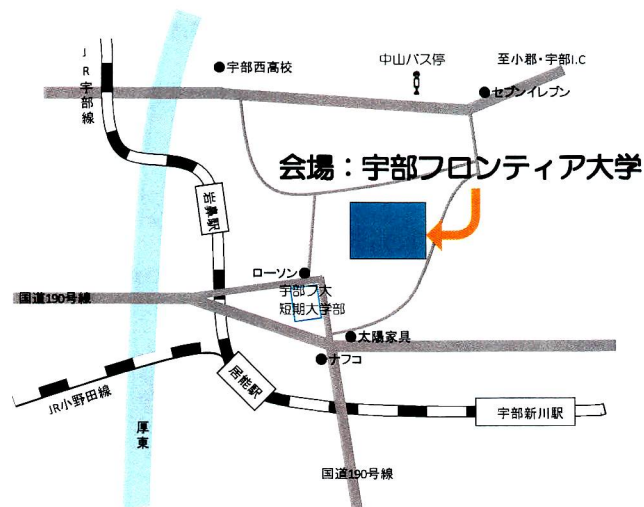 JR宇部線
宇部西高校
中山バス停
至小郡・宇部I.C
セブンイレブン
会場：宇部フロンティア大学
岩鼻駅
ローソン
宇部フ大
短期大学部
国道190号線
太陽家具
ナフコ
居能駅
JR小野田線
宇部新川駅
厚東
国道190号線